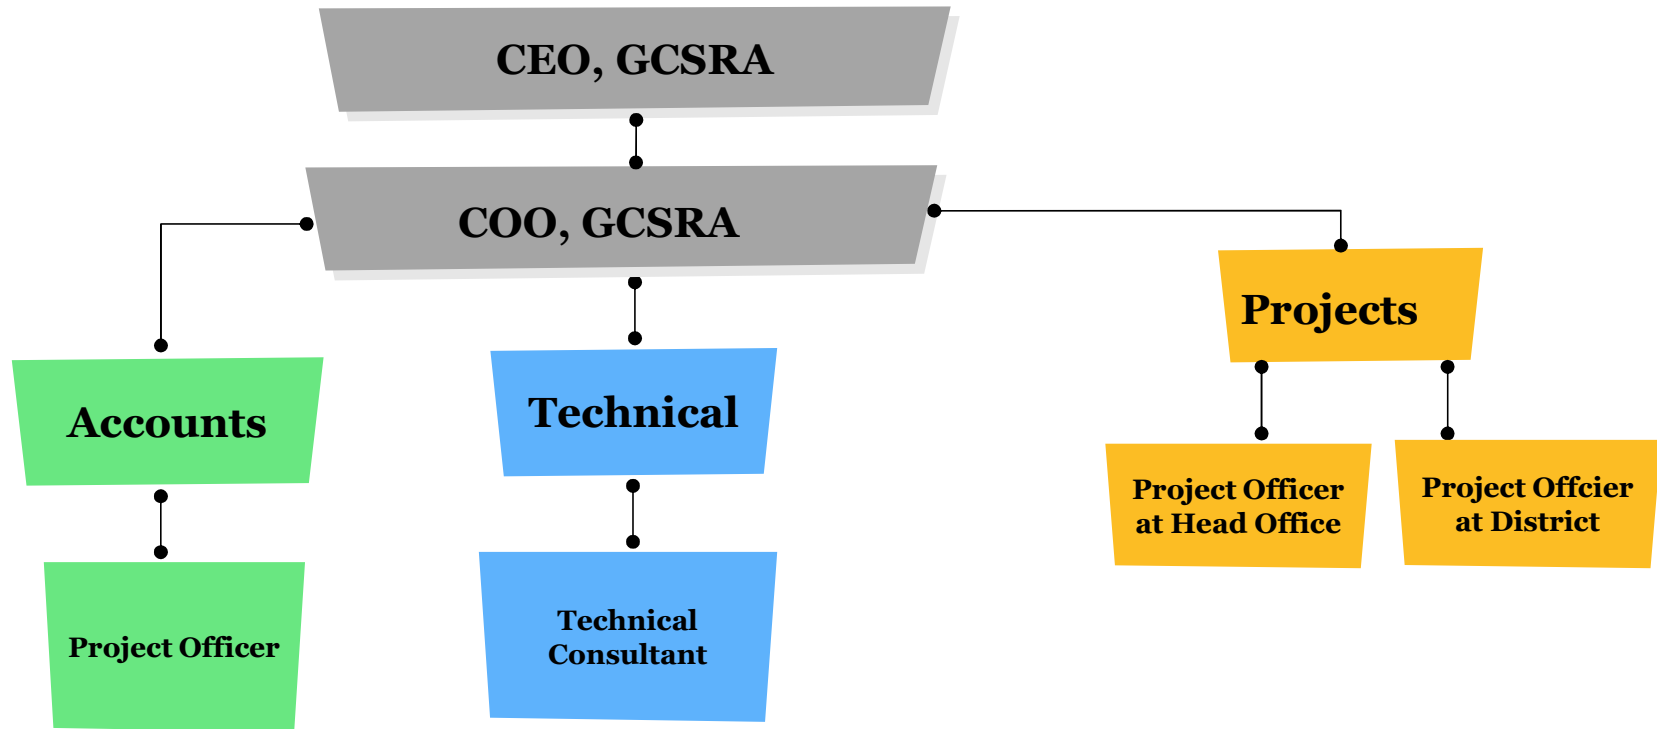 CEO, GCSRA
COO, GCSRA
Projects
Accounts
Technical
Project Officer
at Head Office
Project Offcier
at District
Project Officer
Technical
Consultant